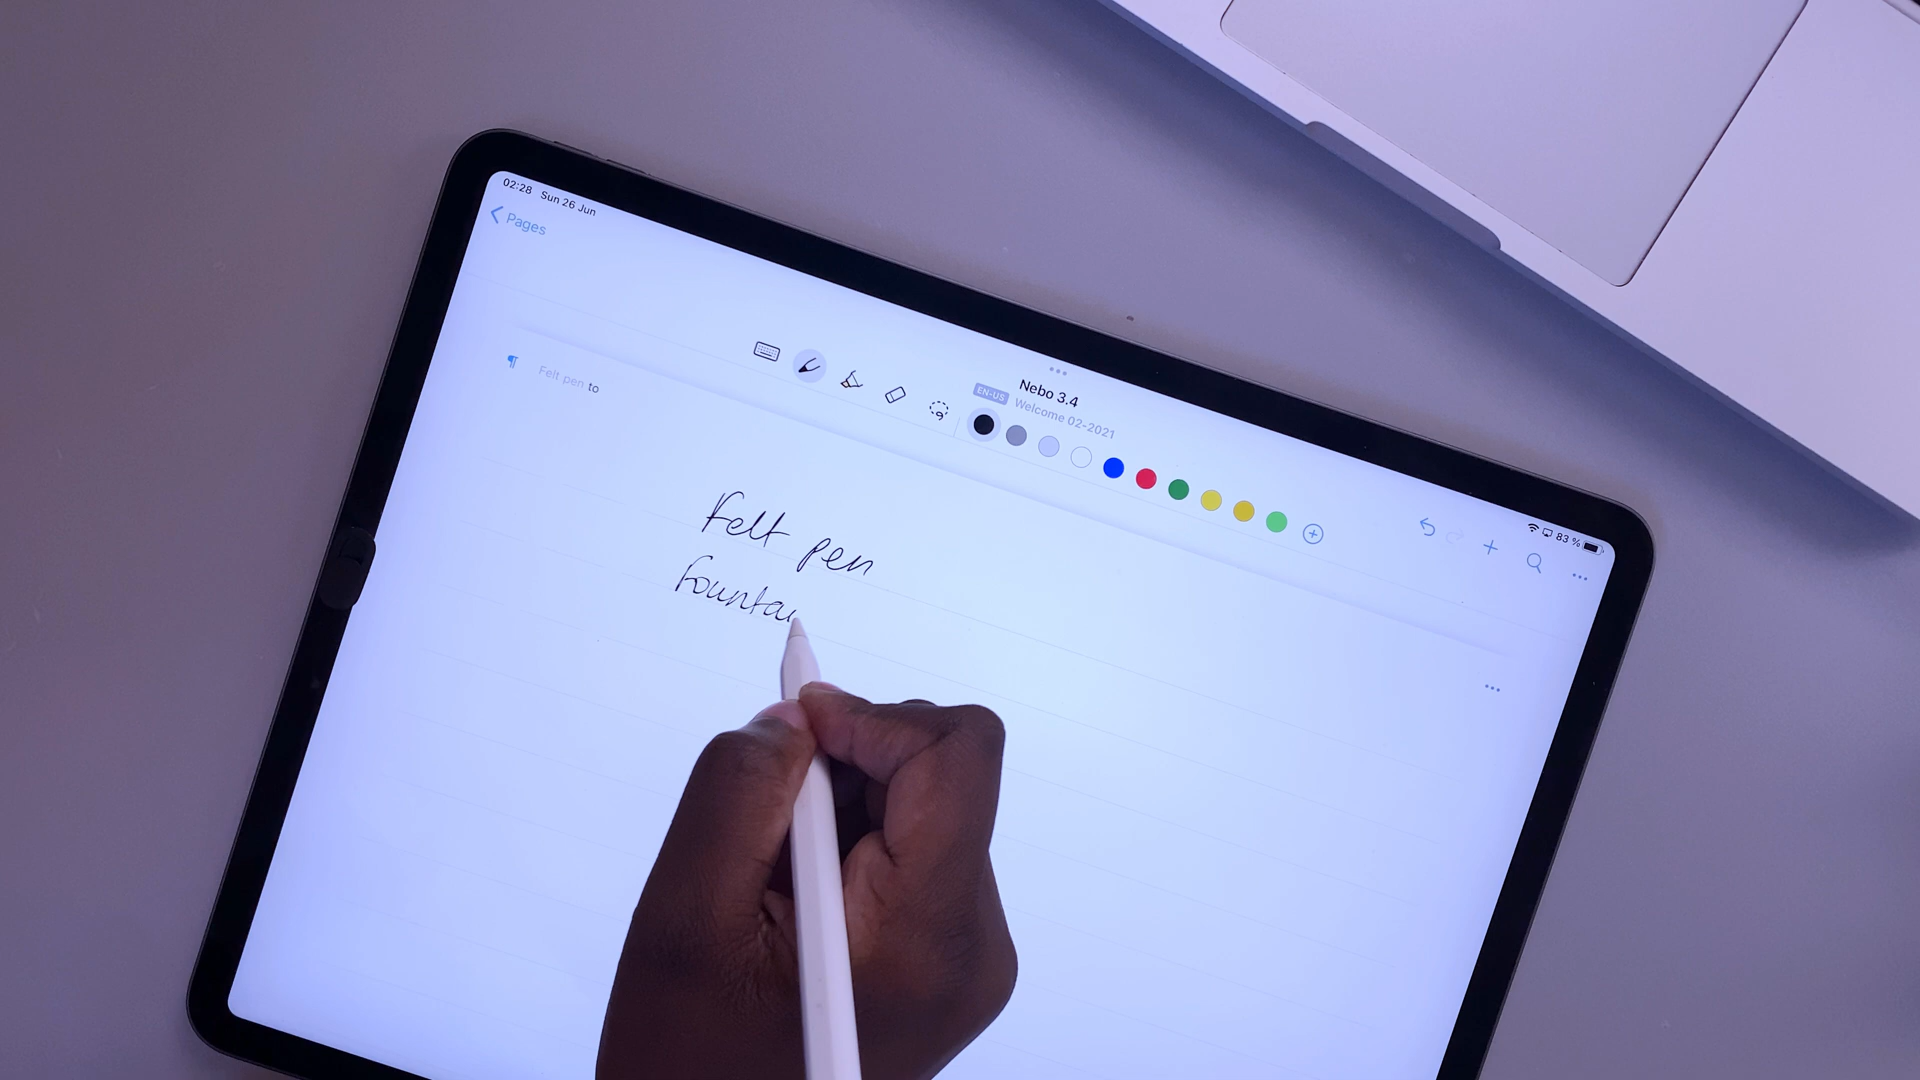 02:28 Sun 26 Jun
Pages
Nebo 3.4
EN-US Welcome 02-2021
83 %
Felt pen to
Felt pen
Fountai